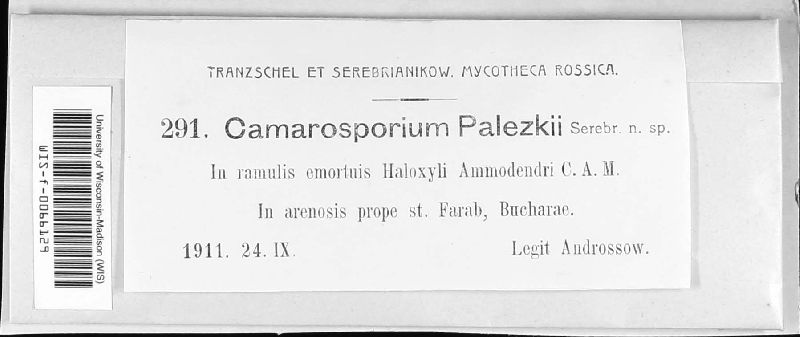 TRANZSCHEL ET SEREBRIANIKOW. MYCOTHECA ROSSICA.
291. Camarosporium Palezkii Serebr. n. sp.
In ramulis emortuis Haloxyli Ammodendri C. A. M.
In arenosis prope st. Farab, Bucharae.
1911. 24. IX. Legit Androssow.
University of Wisconsin-Madison (WIS)
WIS-f-0066129